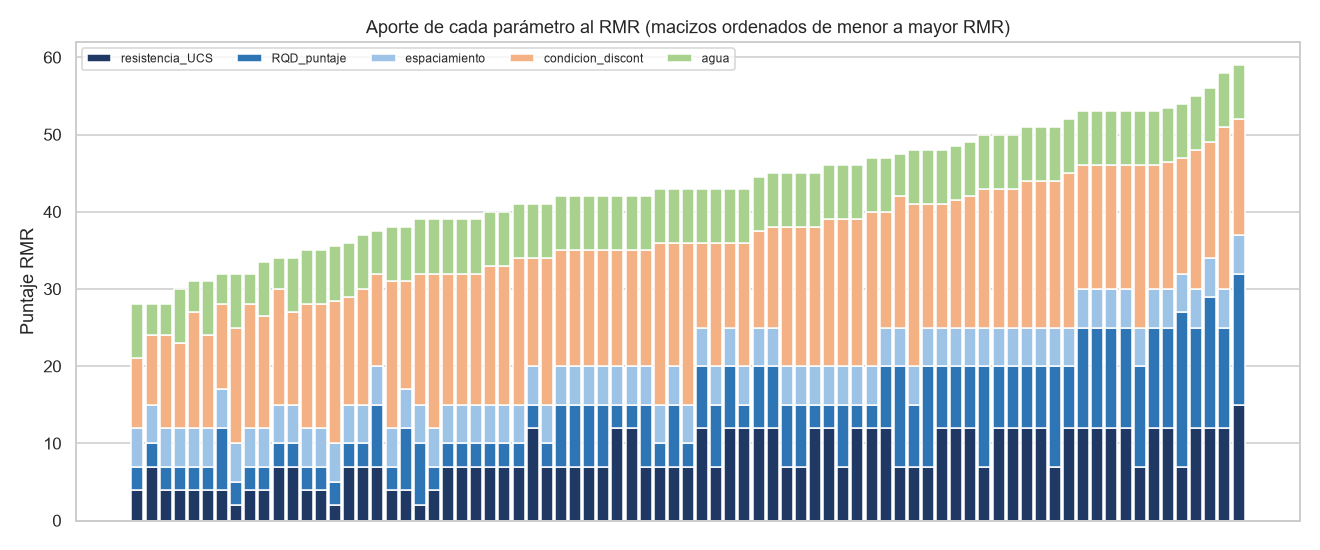 Aporte de cada parámetro al RMR (macizos ordenados de menor a mayor RMR)
resistencia_UCS RQD_puntaje espaciamiento condicion_discont agua
Puntaje RMR
60
50
40
30
20
10
0